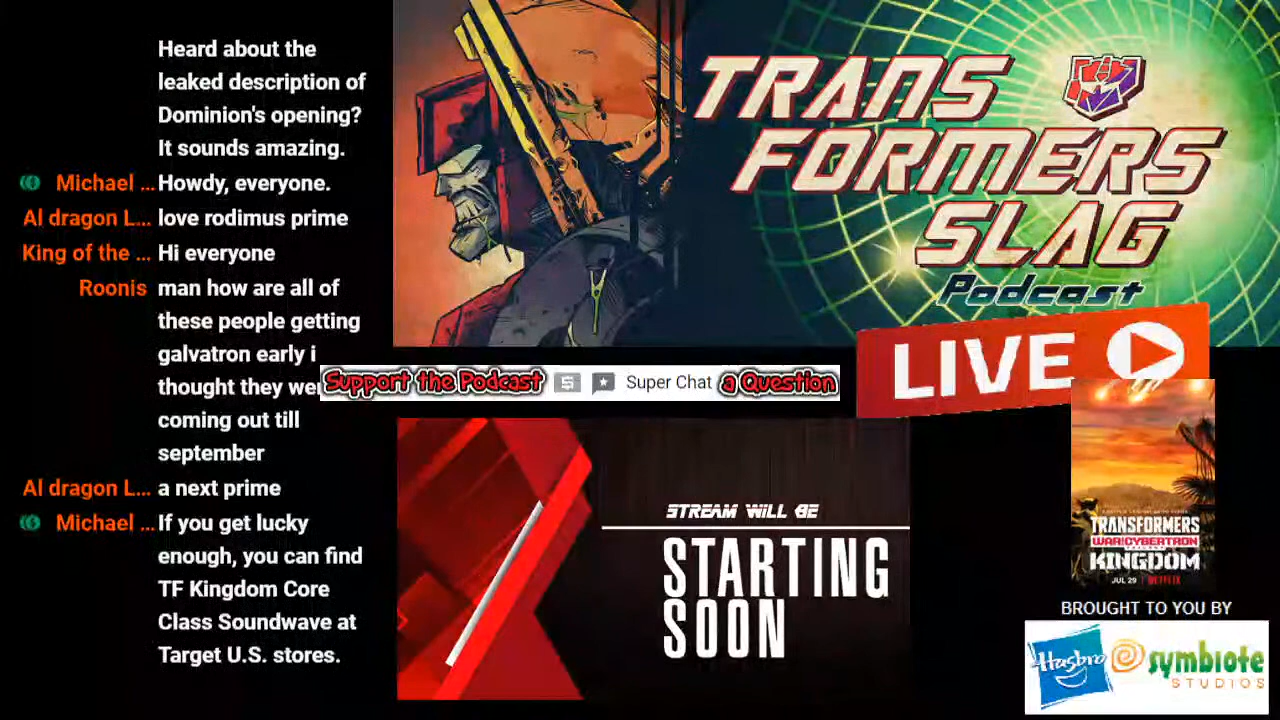 Heard about the
leaked description of
Dominion's opening?
It sounds amazing.
Michael ... Howdy, everyone.
Al dragon L... love rodimus prime
King of the ... Hi everyone
Roonis man how are all of
these people getting
galvatron early i
thought they wer
coming out till
september
Al dragon L... a next prime
Michael ... If you get lucky
enough, you can find
TF Kingdom Core
Class Soundwave at
Target U.S. stores.
TRANS
FORMERS
SLAG
Podcast
LIVE
Support the Podcast Super Chat a Question
STREAM WILL BE
STARTING
SOON
TRANSFORMERS
WAR CYBERTRON
KINGDOM
JUL 29 NETFLIX
BROUGHT TO YOU BY
Hasbro symbiote
STUDIOS